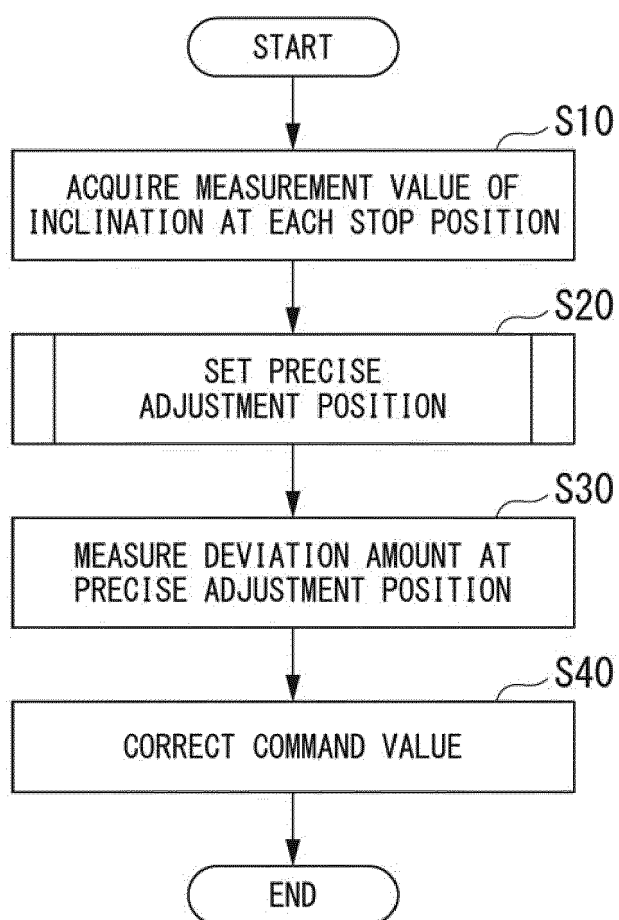 START
S10
ACQUIRE MEASUREMENT VALUE OF
INCLINATION AT EACH STOP POSITION
S20
SET PRECISE
ADJUSTMENT POSITION
S30
MEASURE DEVIATION AMOUNT AT
PRECISE ADJUSTMENT POSITION
S40
CORRECT COMMAND VALUE
END